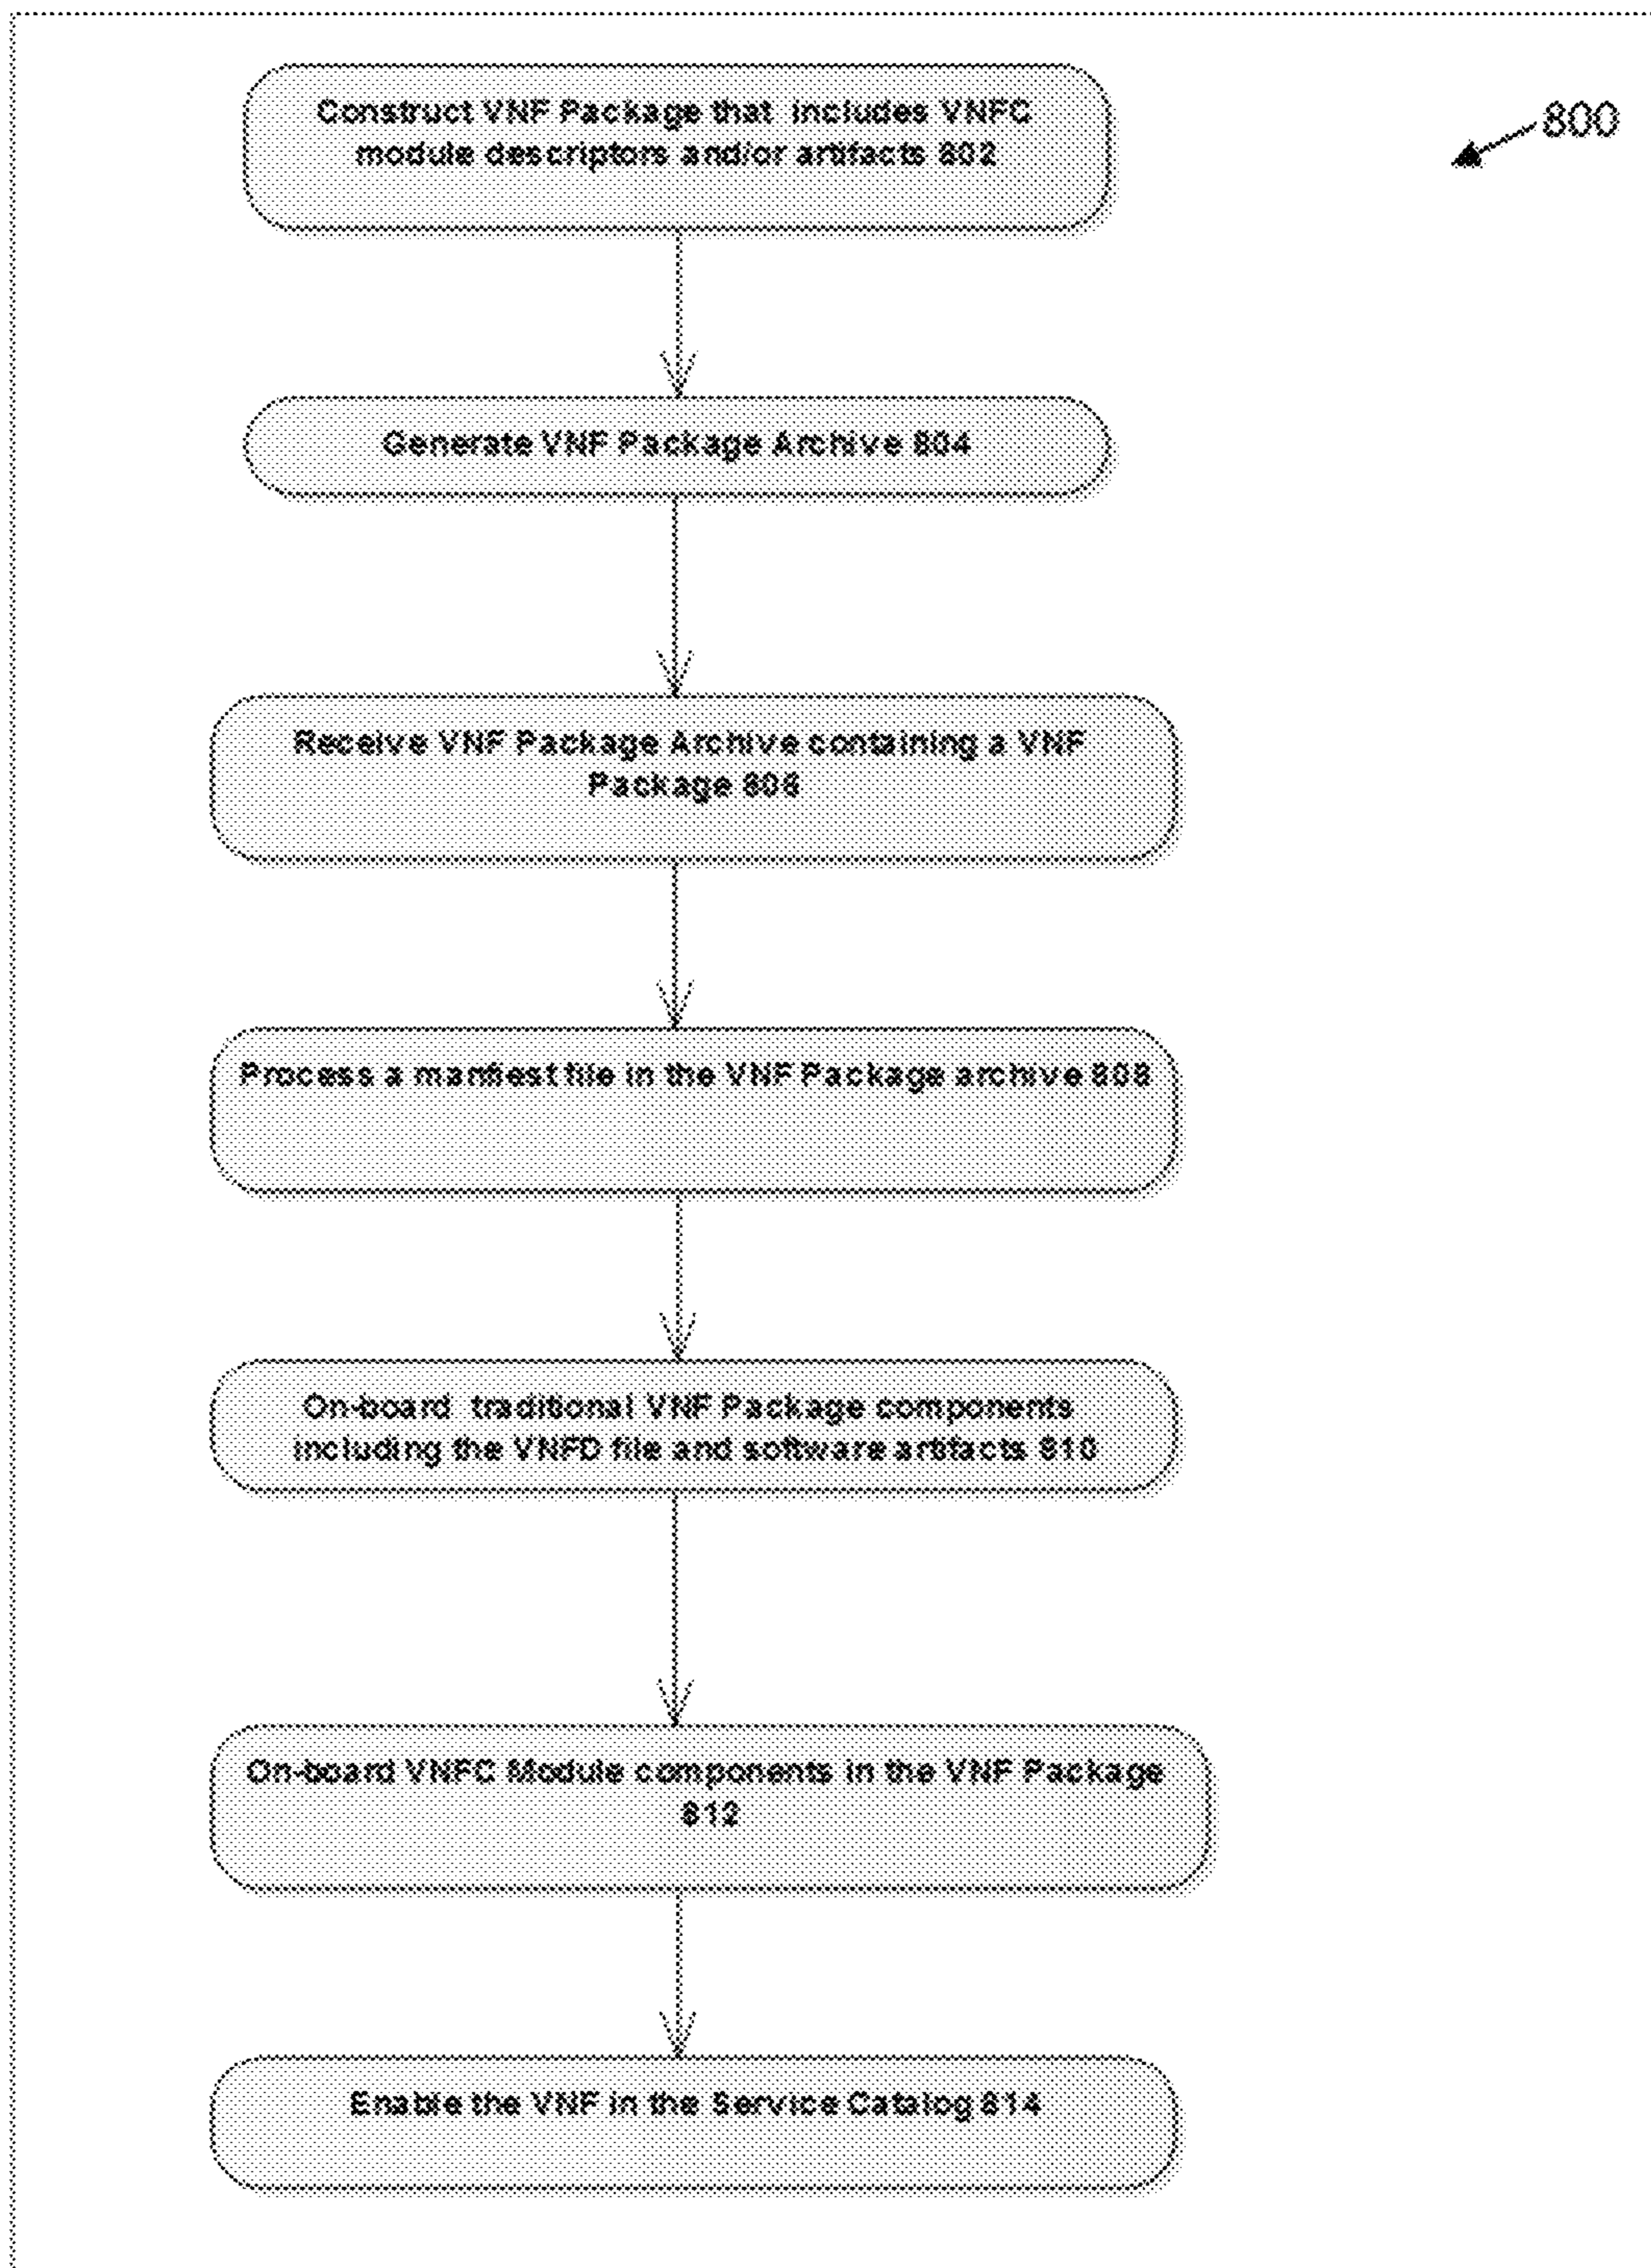 Construct VNF Package that includes VNFC
module descriptors and/or artifacts 802
800
Generate VNF Package Archive 804
Receive VNF Package Archive containing a VNF
Package 806
Process a manfiest file in the VNF Package archive 808
On-board traditional VNF Package components
including the VNFD file and software artifacts 810
On-board VNFC Module components in the VNF Package
812
Enable the VNF in the Service Catalog 814